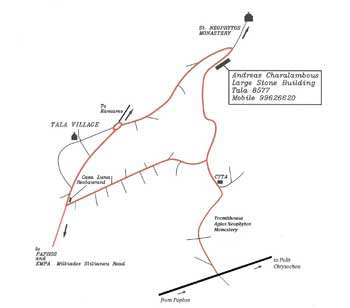 St. NEOPHYTOS
MONASTERY
Andreas Charalambous
Large Stone Building
Tala 8577
Mobile 99626620
To
Kamares
TALA VILLAGE
Casa Luna
Restaurant
CYTA
Tremithousa
Agios Neophytos
Monastery
to
PAPHOS
and
EMPA Miltiades Stilianou Road
to Polis
Chrysochou
from Paphos